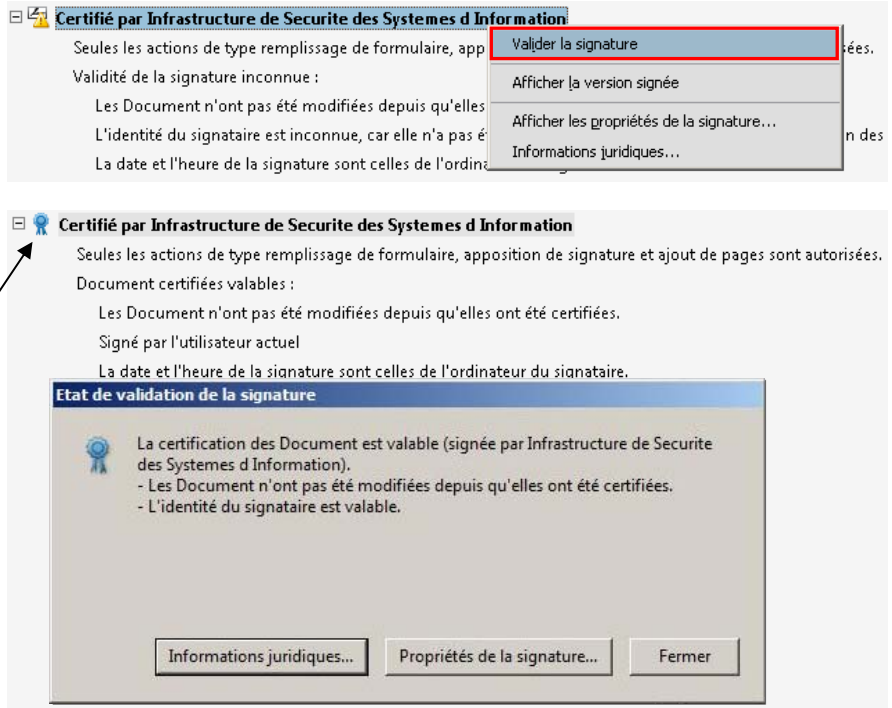 Certifié par Infrastructure de Securite des Systemes d Information
Seules les actions de type remplissage de formulaire, app
sées.
Validité de la signature inconnue :
Les Document n'ont pas été modifiées depuis qu'elles
L'identité du signataire est inconnue, car elle n'a pas é
n des
La date et l'heure de la signature sont celles de l'ordina
Valider la signature
Afficher la version signée
Afficher les propriétés de la signature...
Informations juridiques...
Certifié par Infrastructure de Securite des Systemes d Information
Seules les actions de type remplissage de formulaire, apposition de signature et ajout de pages sont autorisées.
Document certifiées valables :
Les Document n'ont pas été modifiées depuis qu'elles ont été certifiées.
Signé par l'utilisateur actuel
La date et l'heure de la signature sont celles de l'ordinateur du signataire.
Etat de validation de la signature
La certification des Document est valable (signée par Infrastructure de Securite
des Systemes d Information).
- Les Document n'ont pas été modifiées depuis qu'elles ont été certifiées.
- L'identité du signataire est valable.
Informations juridiques...
Propriétés de la signature...
Fermer